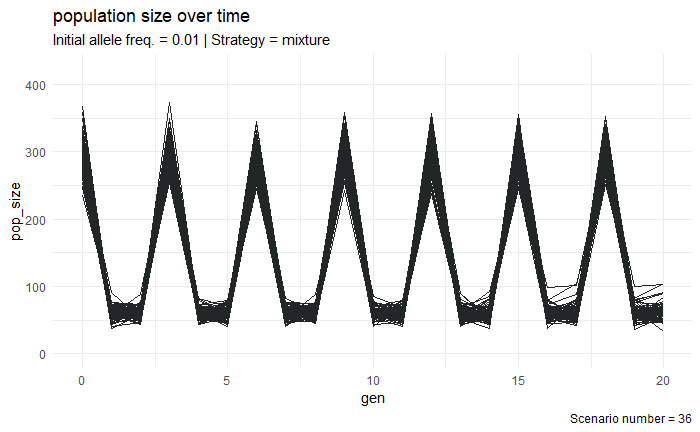 population size over time
Initial allele freq. = 0.01 | Strategy = mixture
400
300
200
100
0
pop_size
0 5 10 15 20
gen
Scenario number = 36